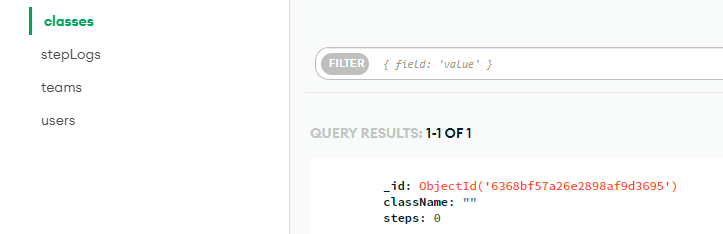 classes
stepLogs
teams
users
FILTER { field: 'value' }
QUERY RESULTS: 1-1 OF 1
_id: ObjectId('6368bf57a26e2898af9d3695')
className: ""
steps: 0